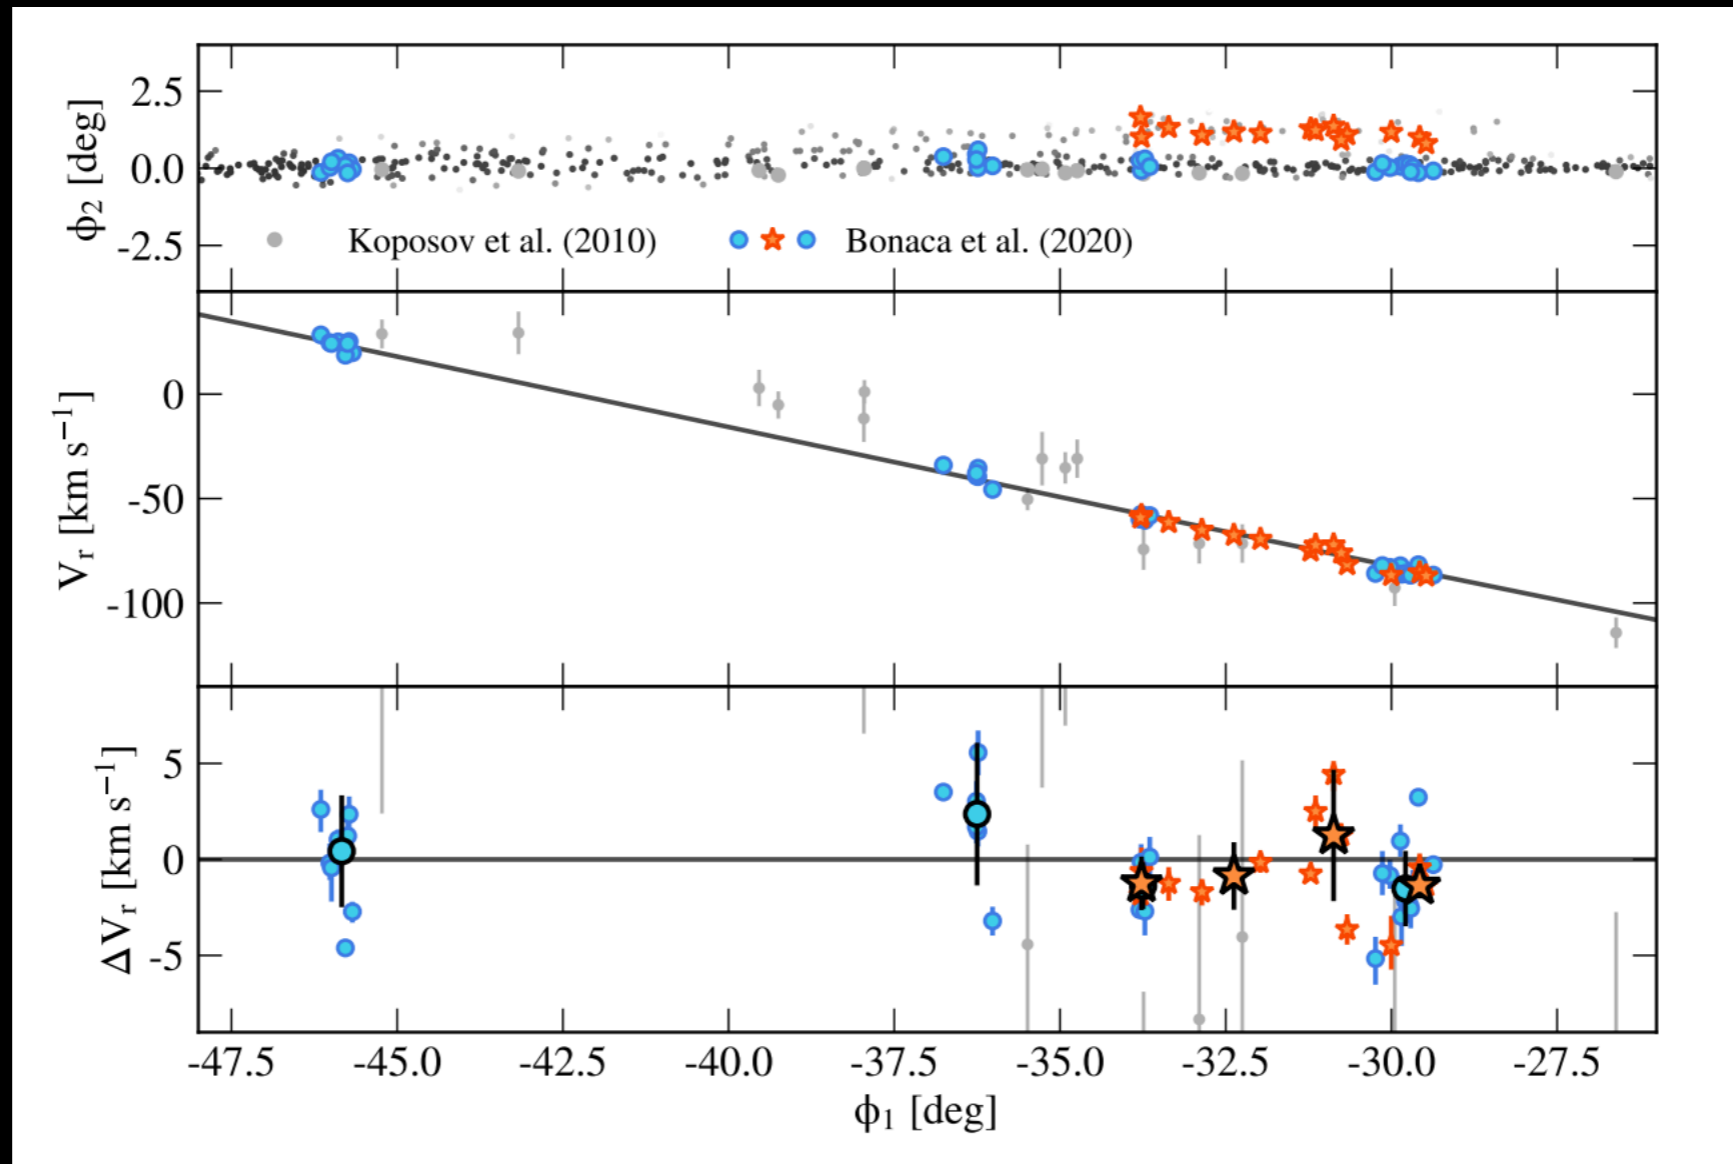 2.5
0.0
-2.5
ϕ₂ [deg]
Koposov et al. (2010)
Bonaca et al. (2020)
0
-50
-100
Vᵣ [km s⁻¹]
5
0
-5
ΔVᵣ [km s⁻¹]
-47.5 -45.0 -42.5 -40.0 -37.5 -35.0 -32.5 -30.0 -27.5
ϕ₁ [deg]